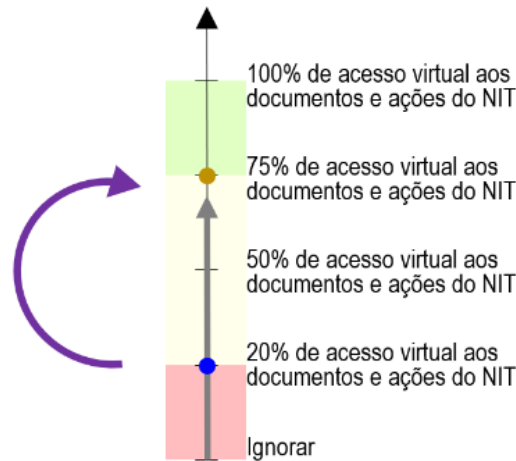 100% de acesso virtual aos
documentos e ações do NIT
75% de acesso virtual aos
documentos e ações do NIT
50% de acesso virtual aos
documentos e ações do NIT
20% de acesso virtual aos
documentos e ações do NIT
Ignorar